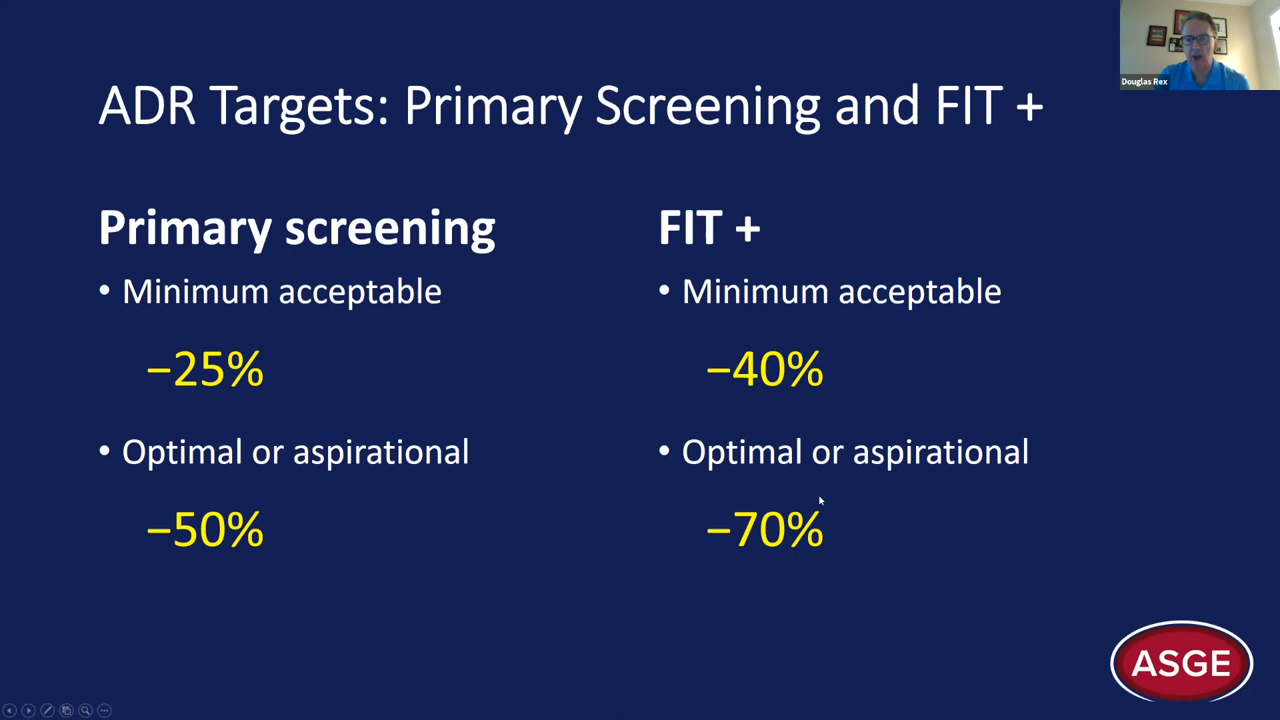 Douglas Rex
ADR Targets: Primary Screening and FIT +
Primary screening
• Minimum acceptable
–25%
• Optimal or aspirational
–50%
FIT +
• Minimum acceptable
–40%
• Optimal or aspirational
–70%
ASGE